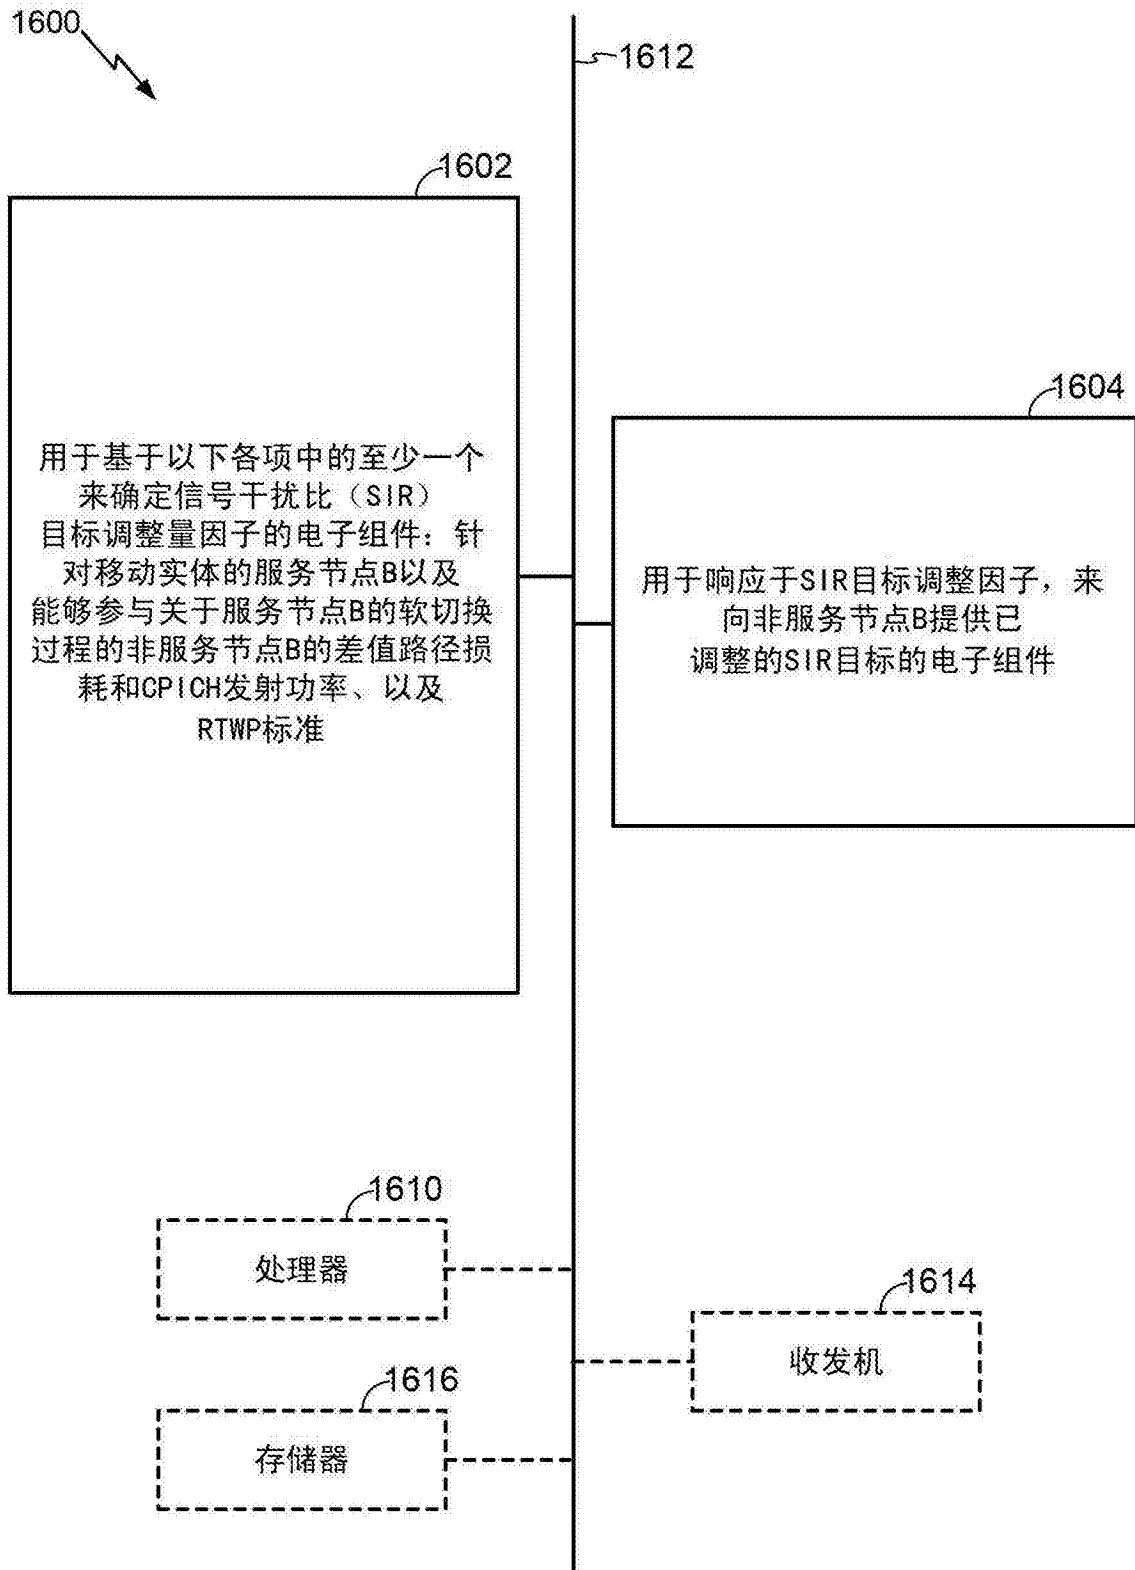 1600
1612
1602
用于基于以下各项中的至少一个
来确定信号干扰比（SIR）
目标调整量因子的电子组件：针
对移动实体的服务节点B以及
能够参与关于服务节点B的软切换
过程的非服务节点B的差值路径损
耗和CPICH发射功率、以及
RTWP标准
1604
用于响应于SIR目标调整因子，来
向非服务节点B提供已
调整的SIR目标的电子组件
1610
处理器
1614
收发机
1616
存储器